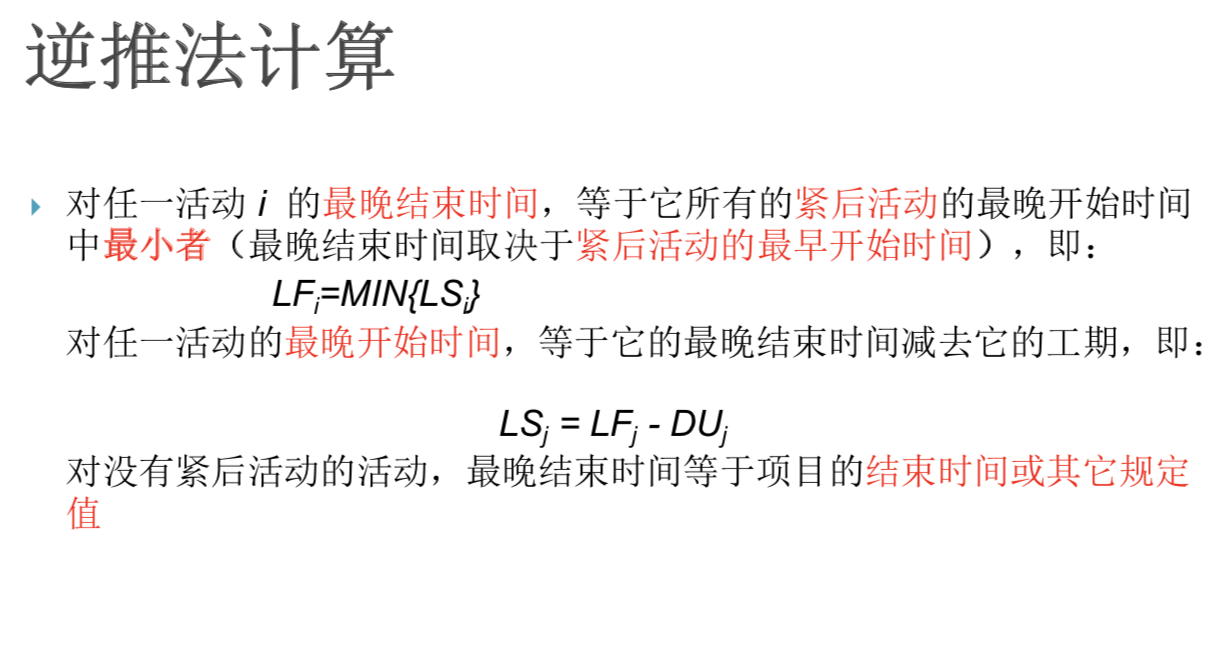 逆推法计算
对任一活动 i 的最晚结束时间，等于它所有的紧后活动的最晚开始时间
中最小者（最晚结束时间取决于紧后活动的最早开始时间），即：
LFi=MIN{LSij}
对任一活动的最晚开始时间，等于它的最晚结束时间减去它的工期，即：
LSj = LFj - DUj
对没有紧后活动的活动，最晚结束时间等于项目的结束时间或其它规定
值